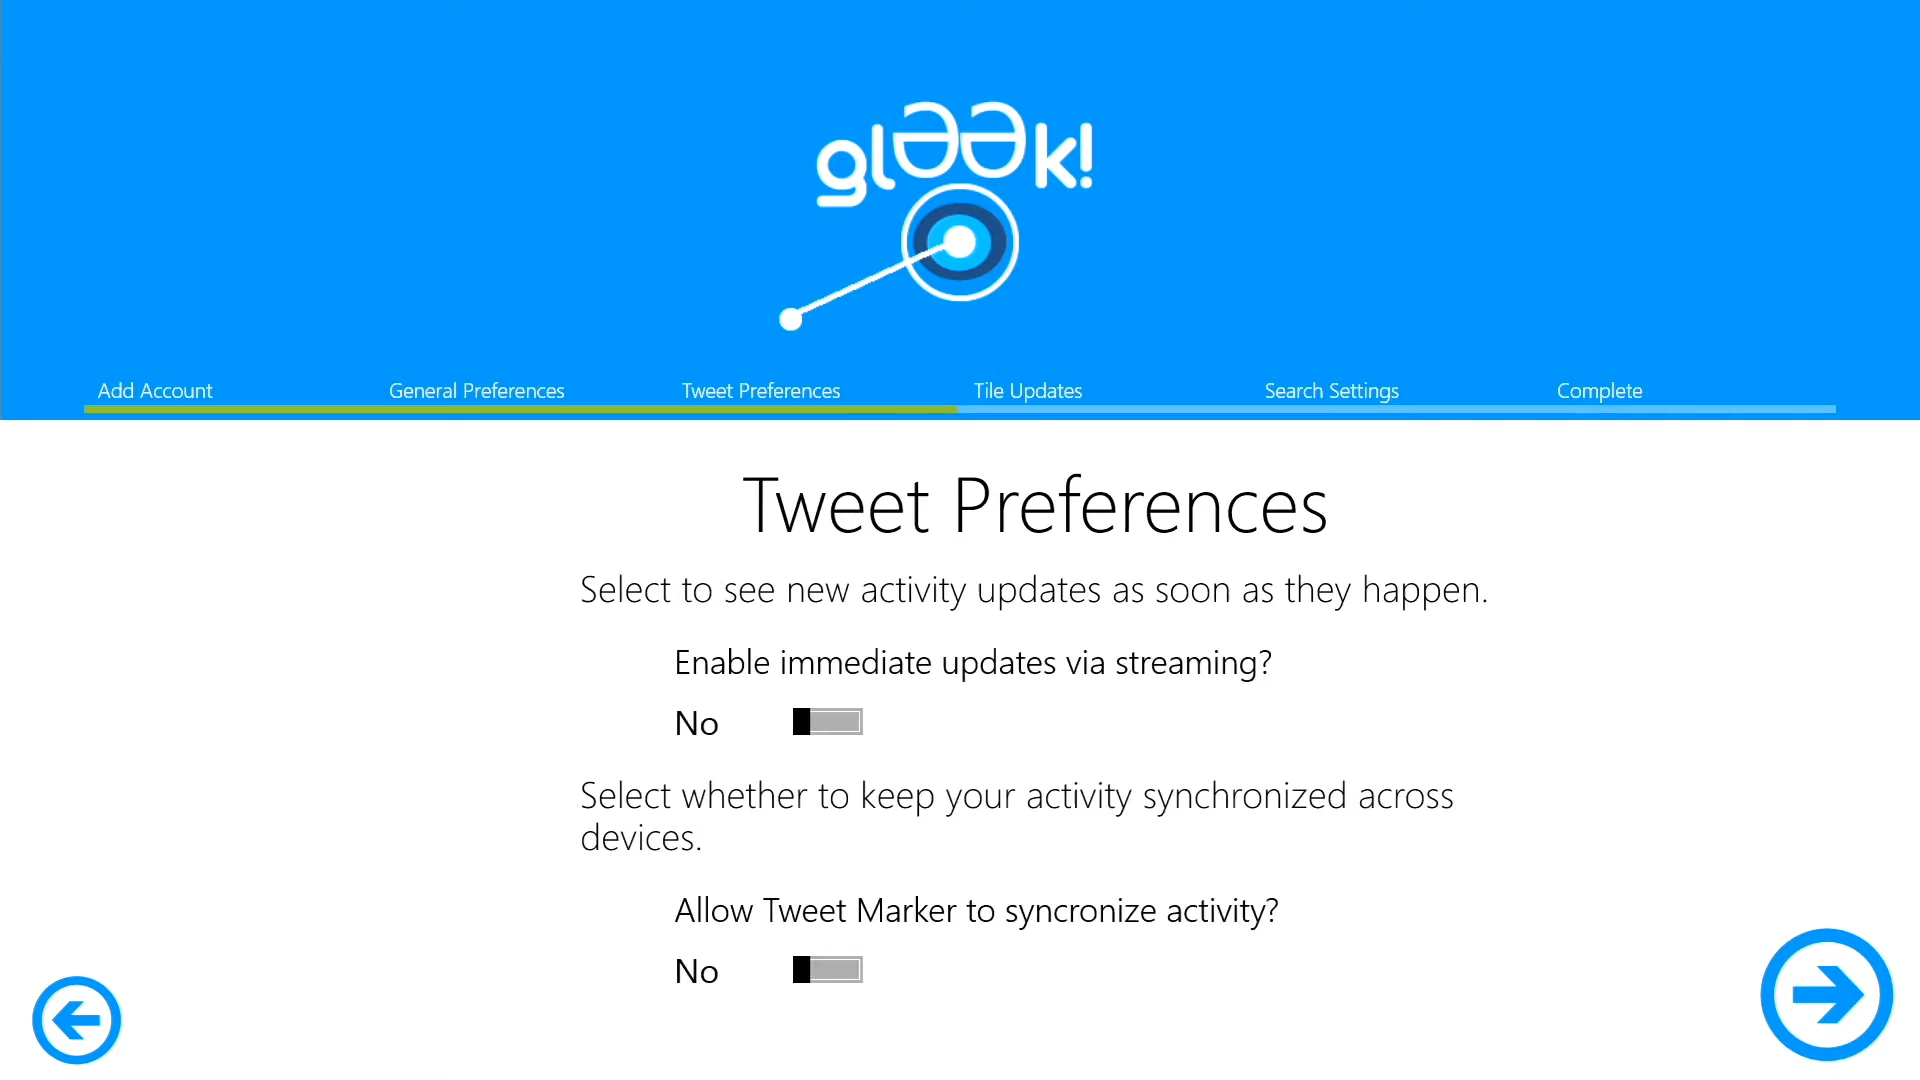 gleek!
Add Account General Preferences Tweet Preferences Tile Updates Search Settings Complete
Tweet Preferences
Select to see new activity updates as soon as they happen.
Enable immediate updates via streaming?
No
Select whether to keep your activity synchronized across
devices.
Allow Tweet Marker to syncronize activity?
No